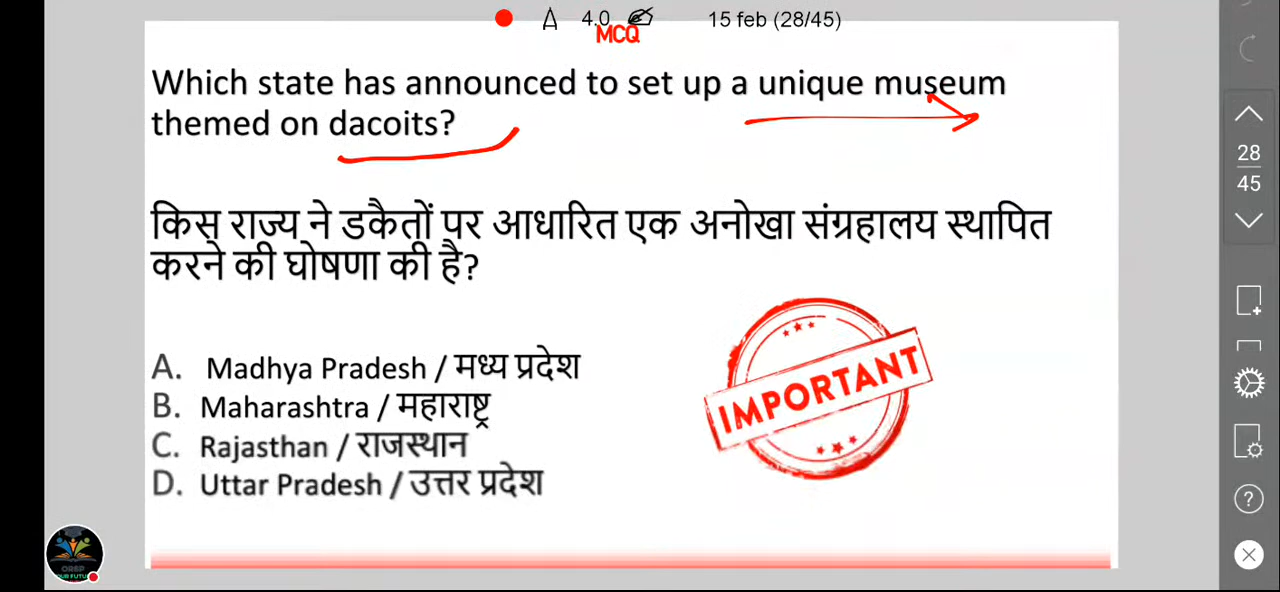 A 4.0 15 feb (28/45)
MCQ
Which state has announced to set up a unique museum
themed on dacoits?
किस राज्य ने डकैतों पर आधारित एक अनोखा संग्रहालय स्थापित
करने की घोषणा की है?
A. Madhya Pradesh / मध्य प्रदेश
B. Maharashtra / महाराष्ट्र
C. Rajasthan / राजस्थान
D. Uttar Pradesh / उत्तर प्रदेश
IMPORTANT
28
45
?